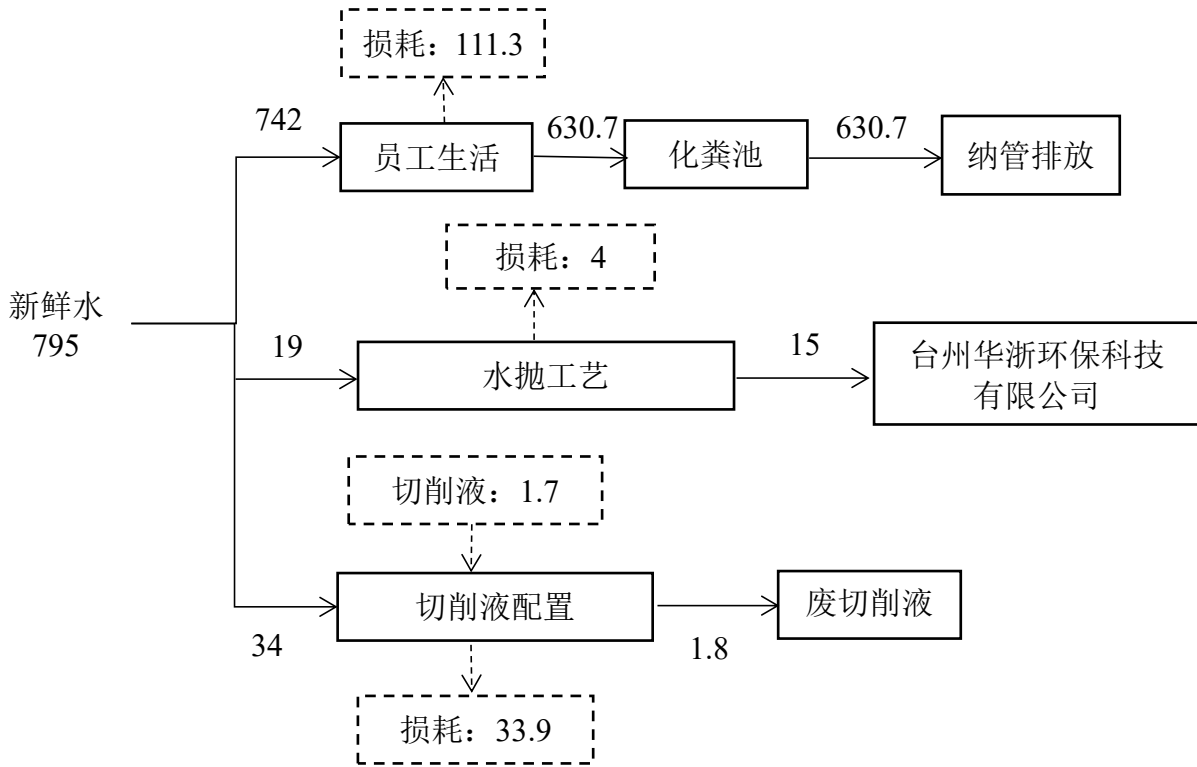 损耗：111.3
742
员工生活
630.7
化粪池
630.7
纳管排放
损耗：4
新鲜水
795
19
水抛工艺
15
台州华浙环保科技
有限公司
切削液：1.7
34
切削液配置
1.8
废切削液
损耗：33.9